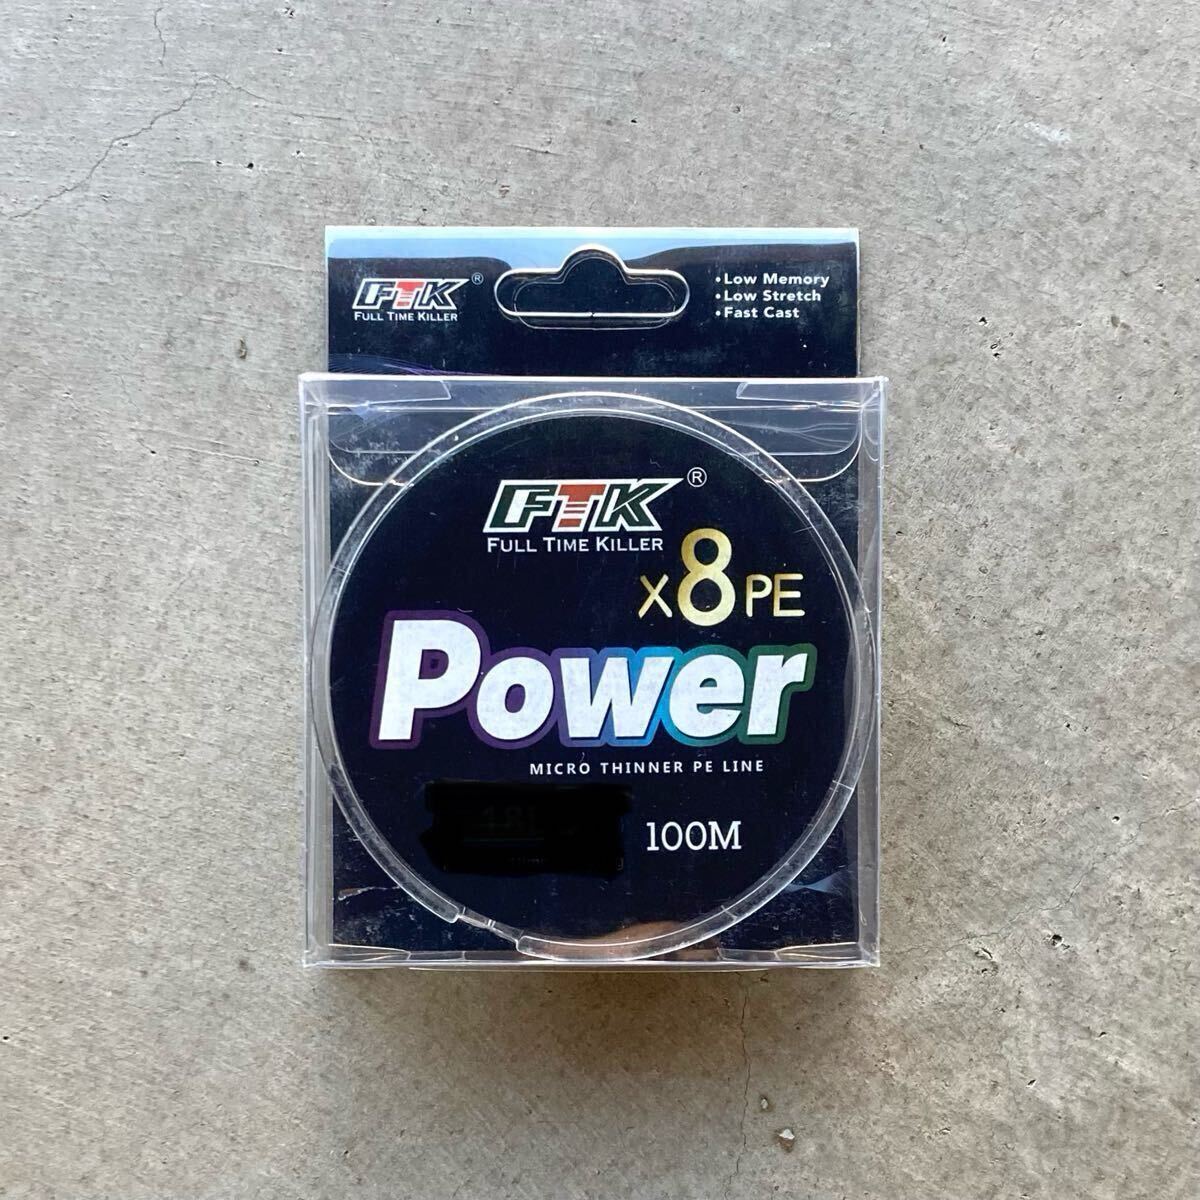 FTK®
FULL TIME KILLER
• Low Memory
• Low Stretch
• Fast Cast
FTK®
FULL TIME KILLER
X8PE
Power
MICRO THINNER PE LINE
100M